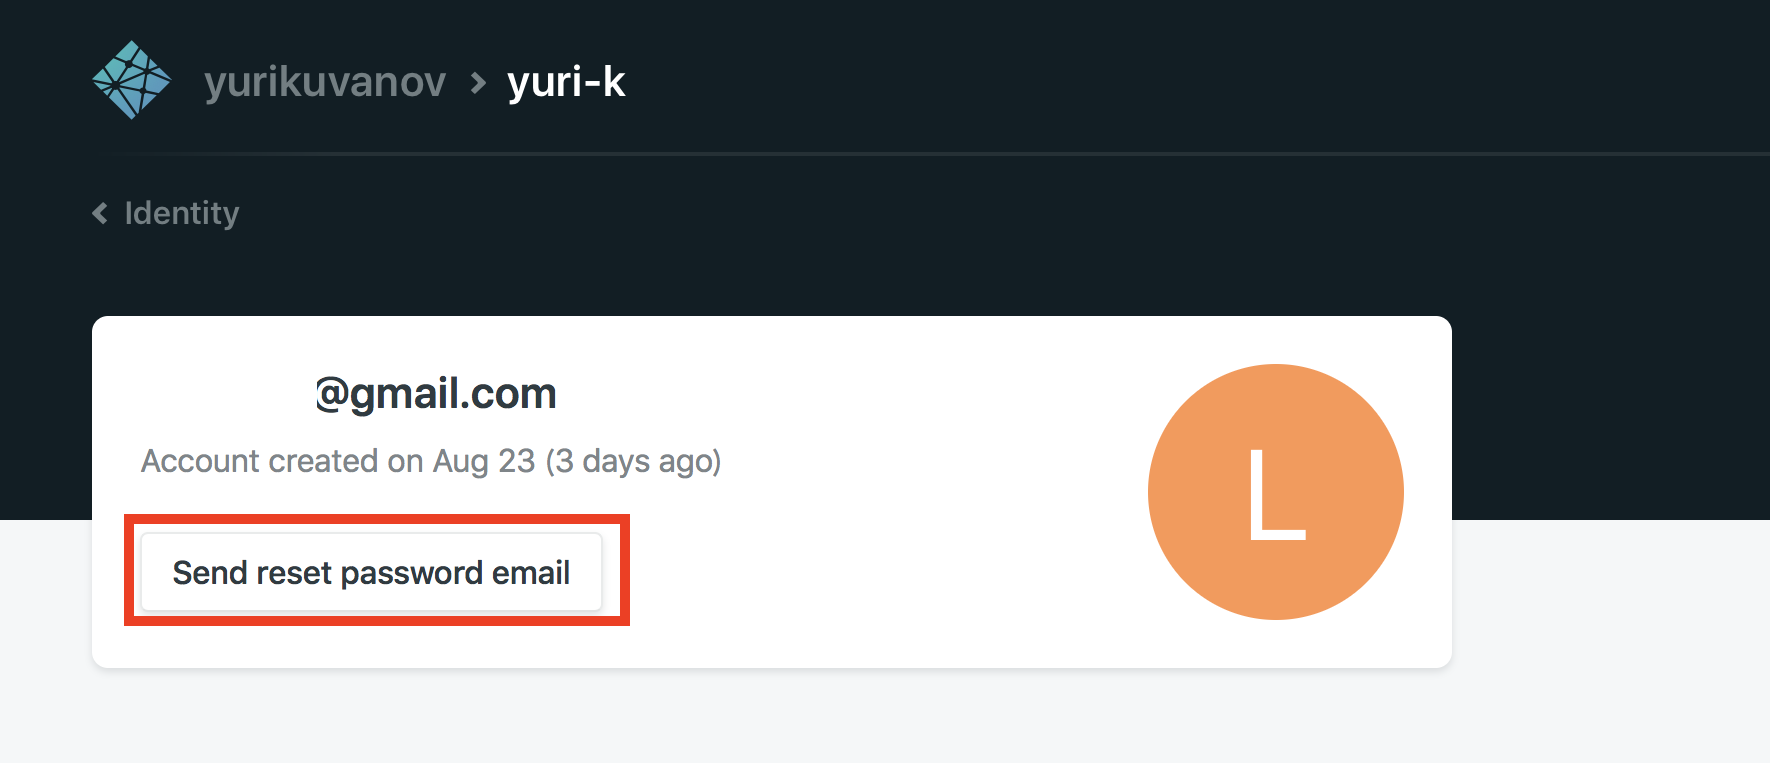 yurikuvanov > yuri-k
Identity
@gmail.com
Account created on Aug 23 (3 days ago)
L
Send reset password email